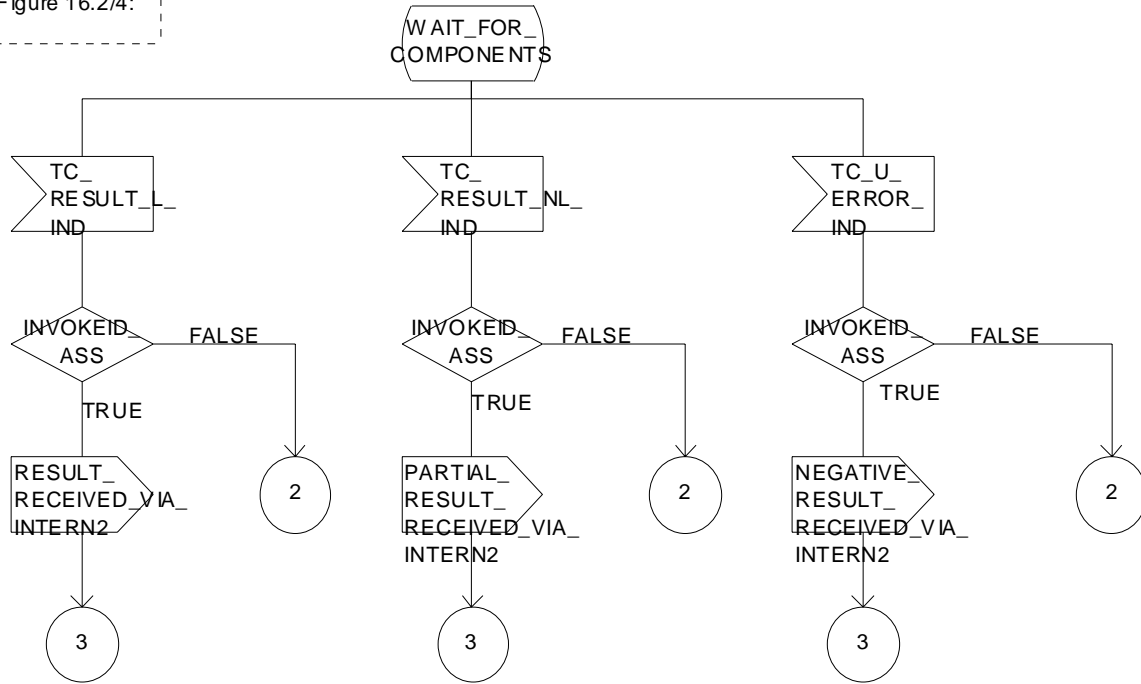 Figure 16.2/4:
WAIT_FOR_
COMPONENTS
TC_
RESULT_L_
IND
TC_
RESULT_NL_
IND
TC_U_
ERROR_
IND
INVOKEID_
ASS
FALSE
TRUE
INVOKEID_
ASS
FALSE
TRUE
INVOKEID_
ASS
FALSE
TRUE
RESULT_
RECEIVED_VIA_
INTERN2
2
PARTIAL_
RESULT_
RECEIVED_VIA_
INTERN2
2
NEGATIVE_
RESULT_
RECEIVED_VIA_
INTERN2
2
3
3
3